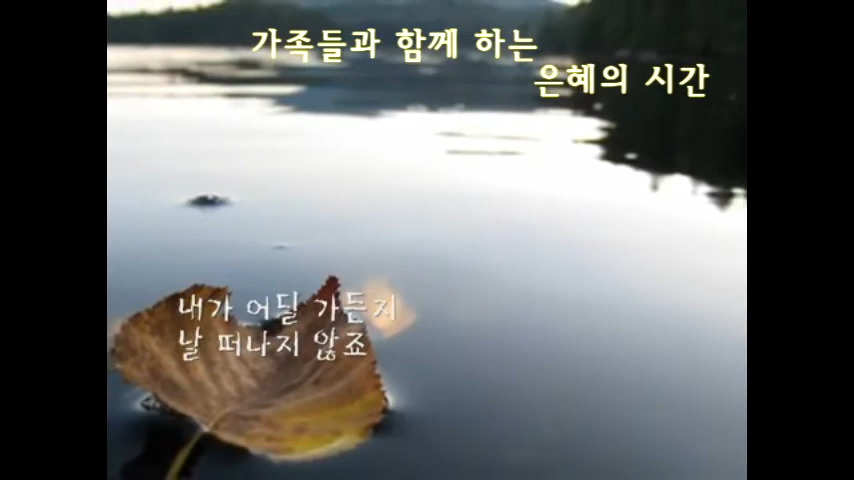 가족들과 함께 하는
은혜의 시간
내가 어딜 가든지
날 떠나지 않죠